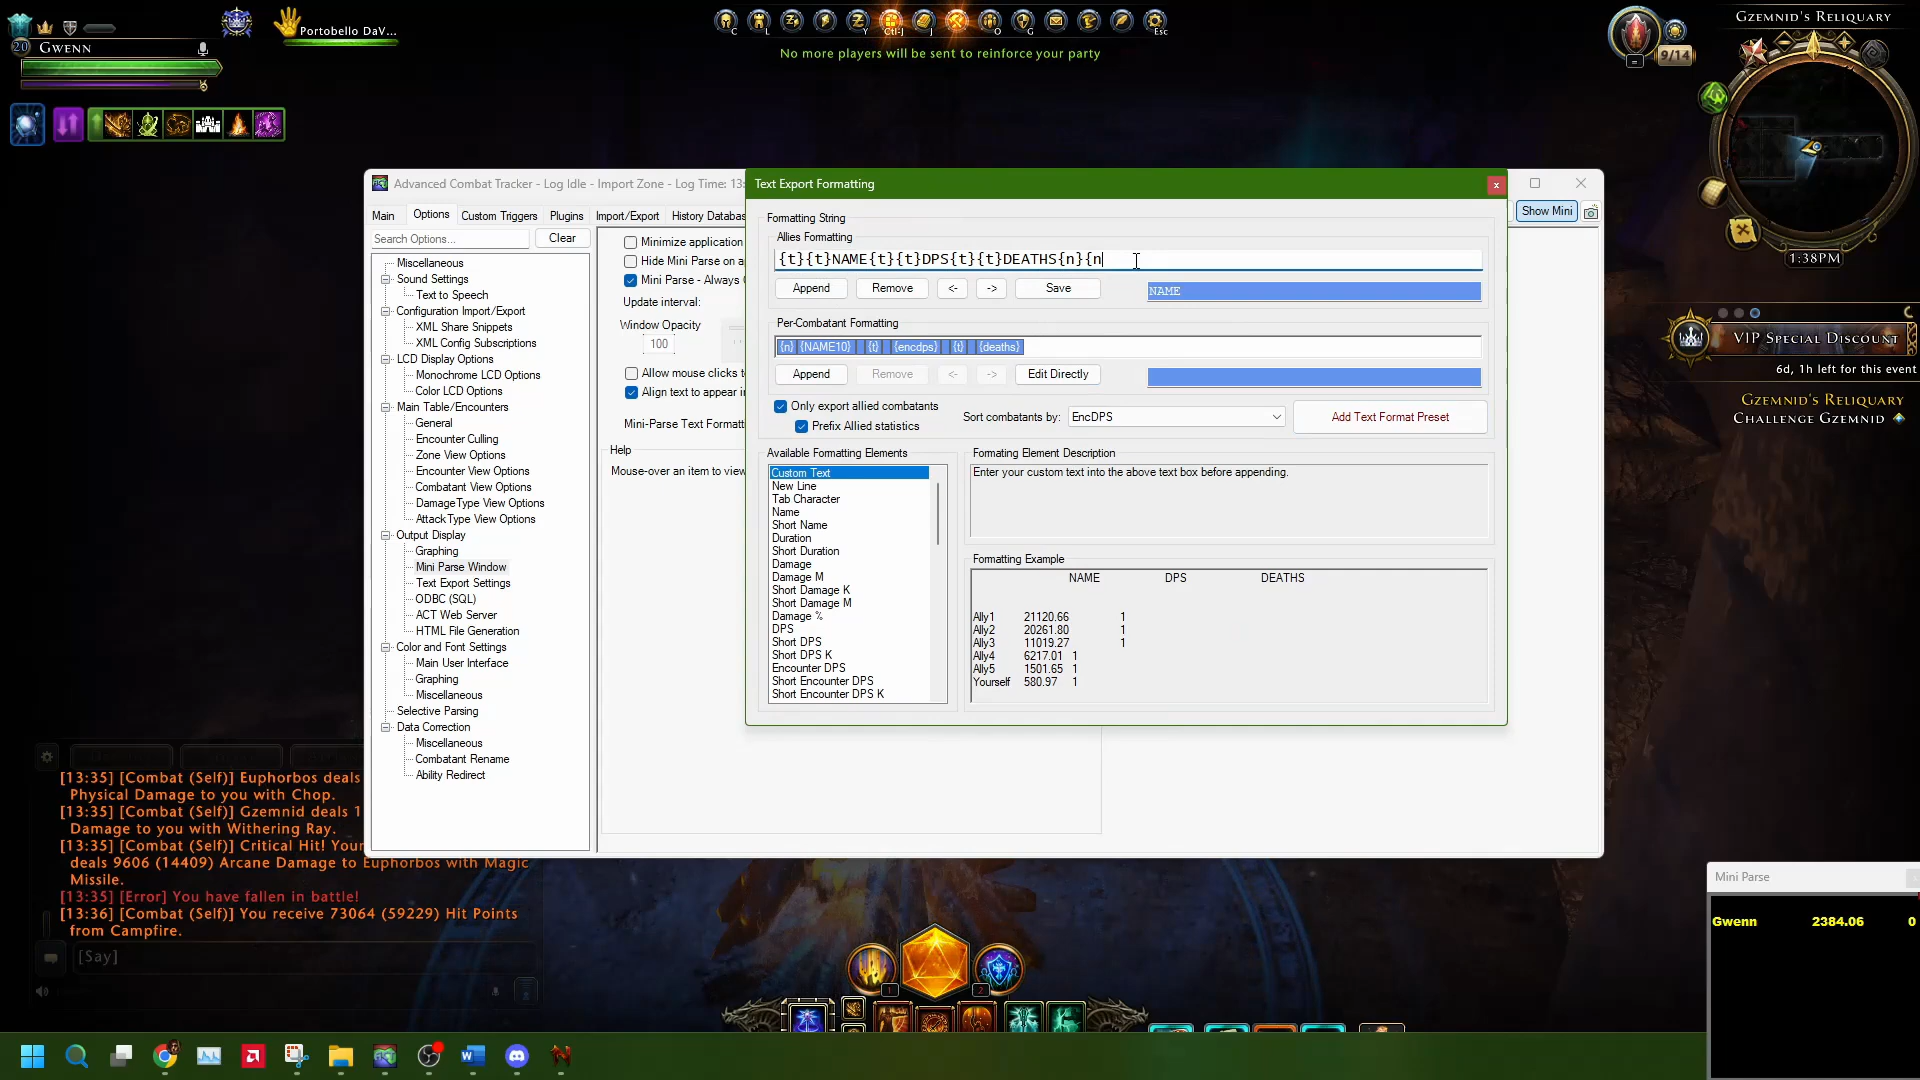 GZEMNID'S RELIQUARY
20 GWENN
Portobello DaV...
C L Y Ctl-J J O G Esc
No more players will be sent to reinforce your party
9/14
1:38PM
VIP SPECIAL DISCOUNT
6d, 1h left for this event
GZEMNID'S RELIQUARY
CHALLENGE GZEMNID
Advanced Combat Tracker - Log Idle - Import Zone - Log Time: 13:
Main Options Custom Triggers Plugins Import/Export History Databas
Show Mini
Search Options...
Clear
Miscellaneous
Sound Settings
Text to Speech
Configuration Import/Export
XML Share Snippets
XML Config Subscriptions
LCD Display Options
Monochrome LCD Options
Color LCD Options
Main Table/Encounters
General
Encounter Culling
Zone View Options
Encounter View Options
Combatant View Options
DamageType View Options
AttackType View Options
Output Display
Graphing
Mini Parse Window
Text Export Settings
ODBC (SQL)
ACT Web Server
HTML File Generation
Color and Font Settings
Main User Interface
Graphing
Miscellaneous
Selective Parsing
Data Correction
Miscellaneous
Combatant Rename
Ability Redirect
Minimize application
Hide Mini Parse on a
Mini Parse - Always
Update interval:
Window Opacity
100
Allow mouse clicks t
Align text to appear i
Mini-Parse Text Formatt
Help
Mouse-over an item to view
Text Export Formatting
Formatting String
Allies Formatting
{t}{t}NAME{t}{t}DPS{t}{t}DEATHS{n}{n
Append Remove <- -> Save
NAME
Per-Combatant Formatting
{n} {NAME10} {t} {encdps} {t} {deaths}
Append Remove <- -> Edit Directly
Only export allied combatants
Prefix Allied statistics
Sort combatants by: EncDPS
Add Text Format Preset
Available Formatting Elements
Custom Text
New Line
Tab Character
Name
Short Name
Duration
Short Duration
Damage
Damage M
Short Damage K
Short Damage M
Damage %
DPS
Short DPS
Short DPS K
Encounter DPS
Short Encounter DPS
Short Encounter DPS K
Formating Element Description
Enter your custom text into the above text box before appending.
Formatting Example
NAME DPS DEATHS
Ally1 21120.66 1
Ally2 20261.80 1
Ally3 11019.27 1
Ally4 6217.01 1
Ally5 1501.65 1
Yourself 580.97 1
[13:35] [Combat (Self)] Euphorbos deals
Physical Damage to you with Chop.
[13:35] [Combat (Self)] Gzemnid deals 1
Damage to you with Withering Ray.
[13:35] [Combat (Self)] Critical Hit! Your
deals 9606 (14409) Arcane Damage to Euphorbos with Magic
Missile.
[13:35] [Error] You have fallen in battle!
[13:36] [Combat (Self)] You receive 73064 (59229) Hit Points
from Campfire.
[Say]
1 2
Mini Parse
Gwenn 2384.06 0